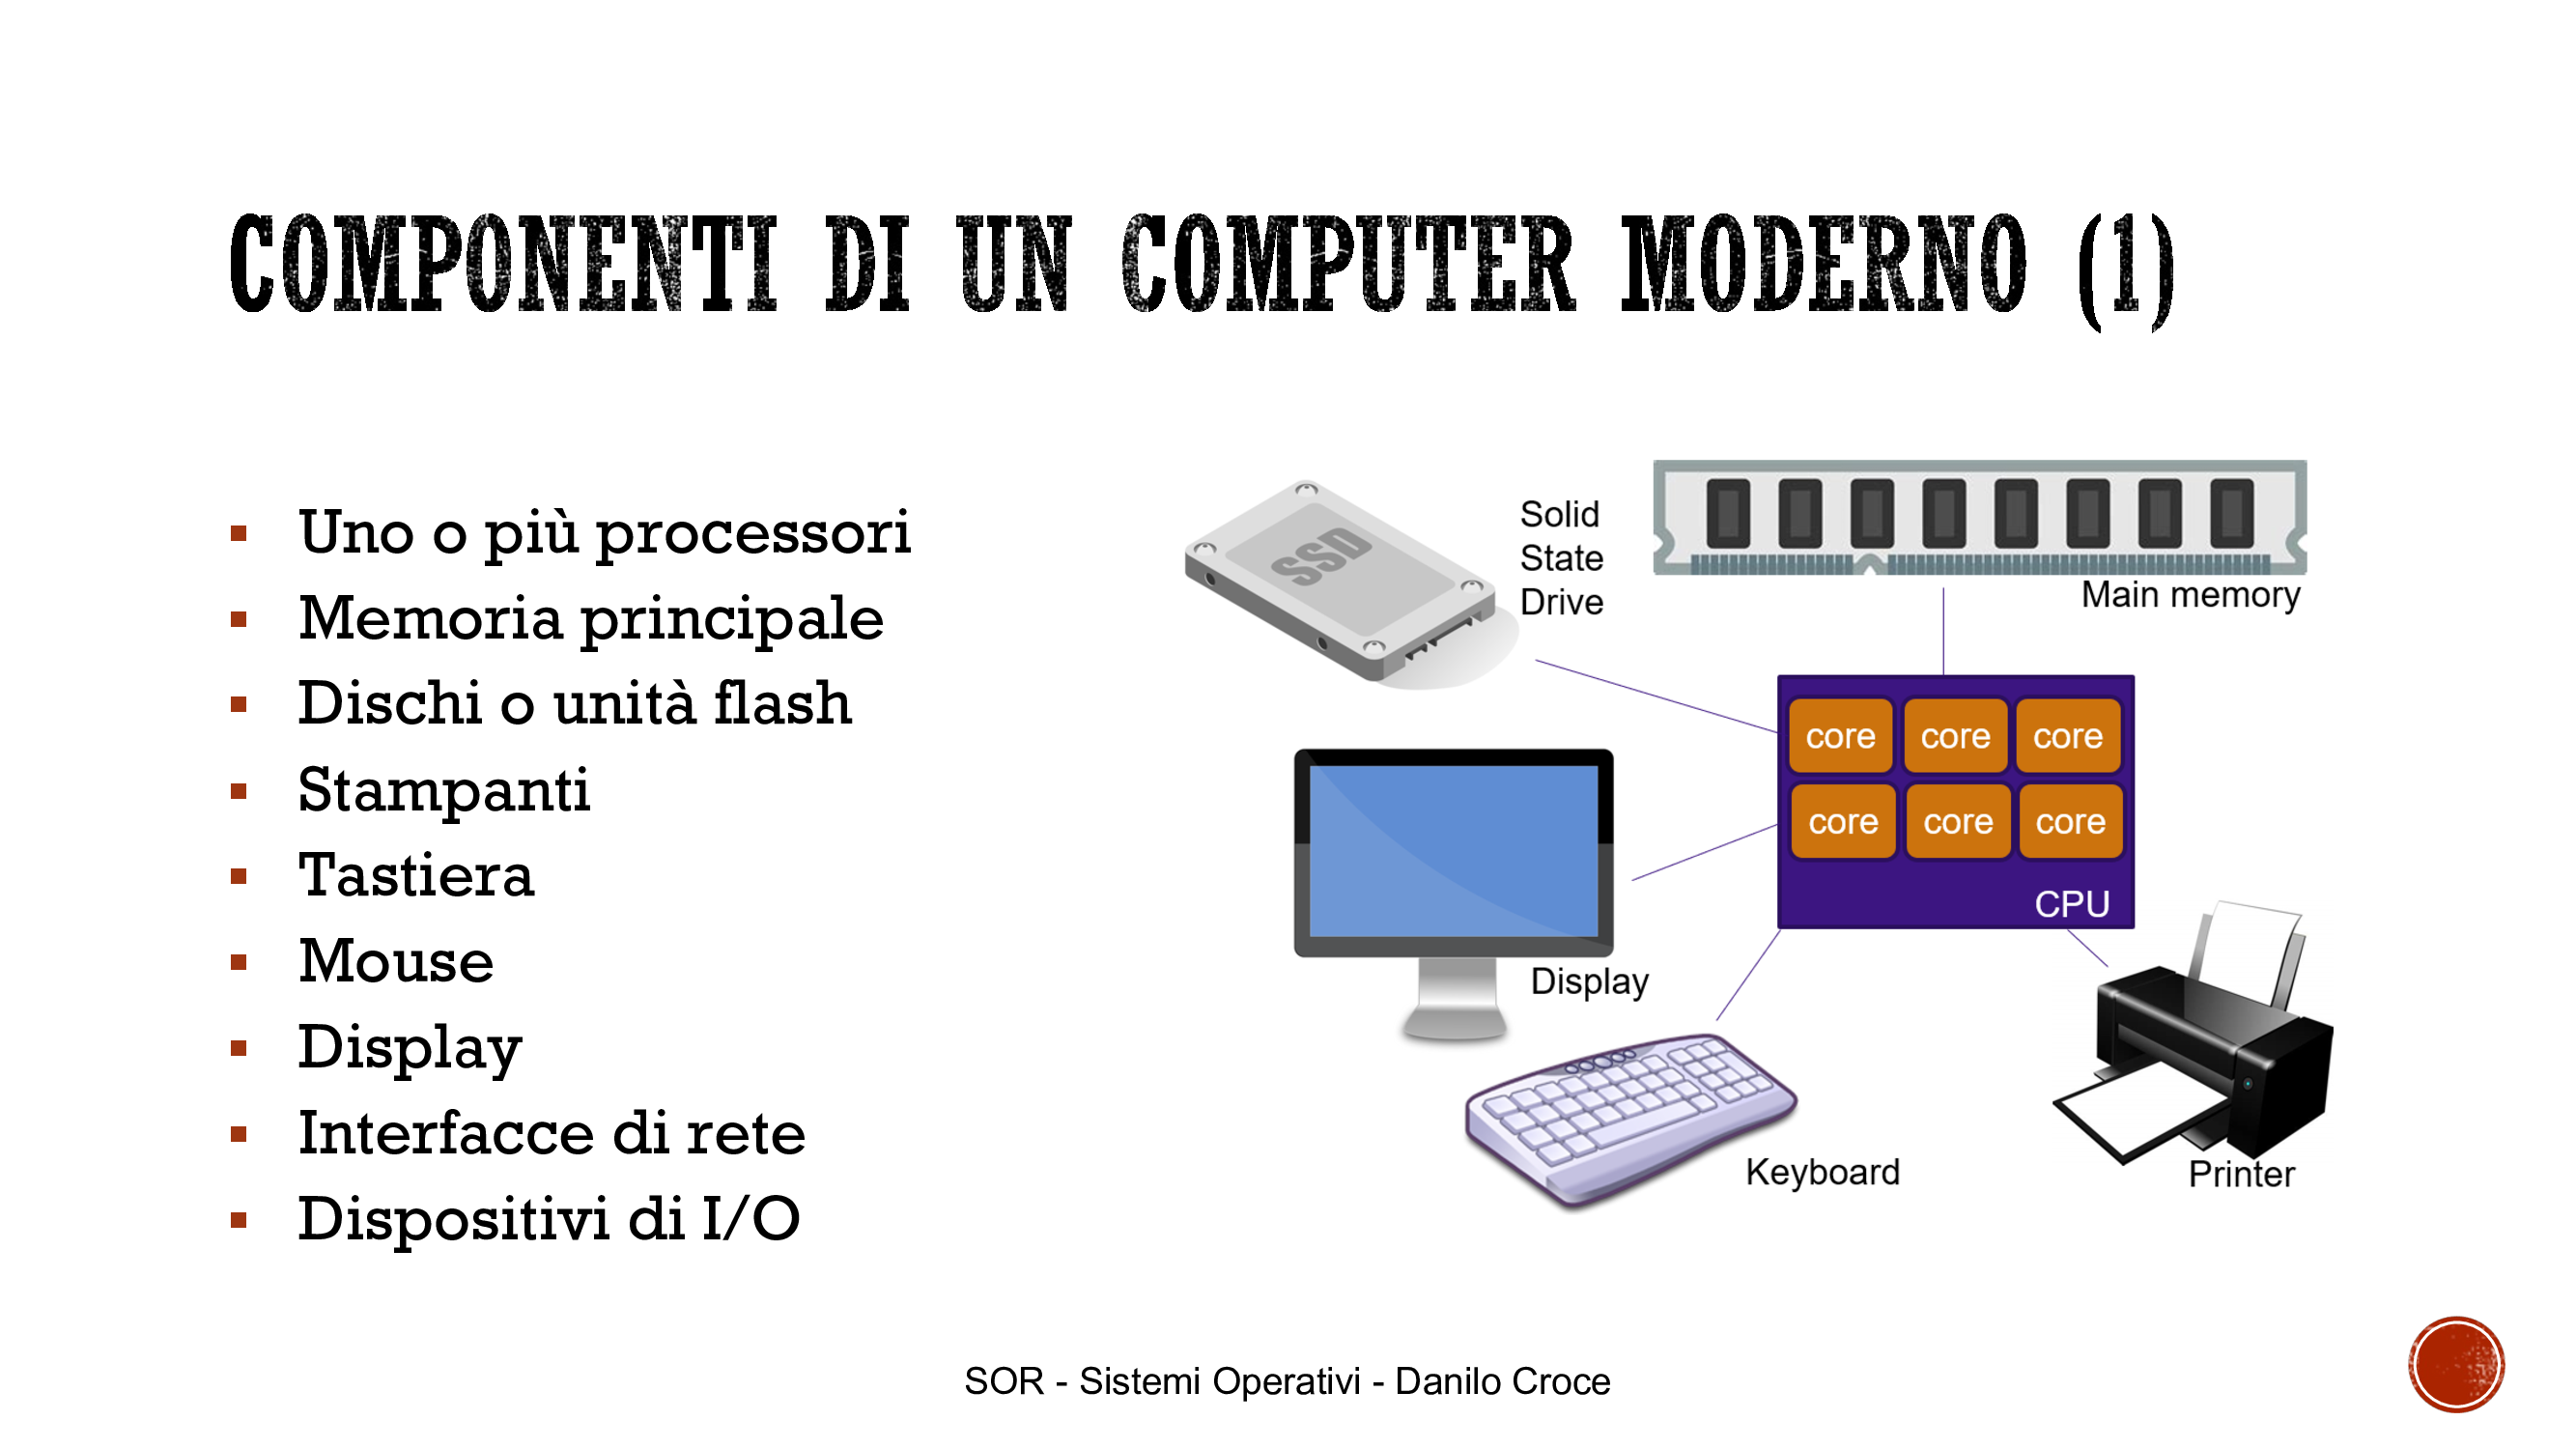 COMPONENTI DI UN COMPUTER MODERNO (1)
Uno o più processori
Memoria principale
Dischi o unità flash
Stampanti
Tastiera
Mouse
Display
Interfacce di rete
Dispositivi di I/O
SSD
Solid
State
Drive
Main memory
core core core
core core core
CPU
Display
Keyboard
Printer
SOR - Sistemi Operativi - Danilo Croce